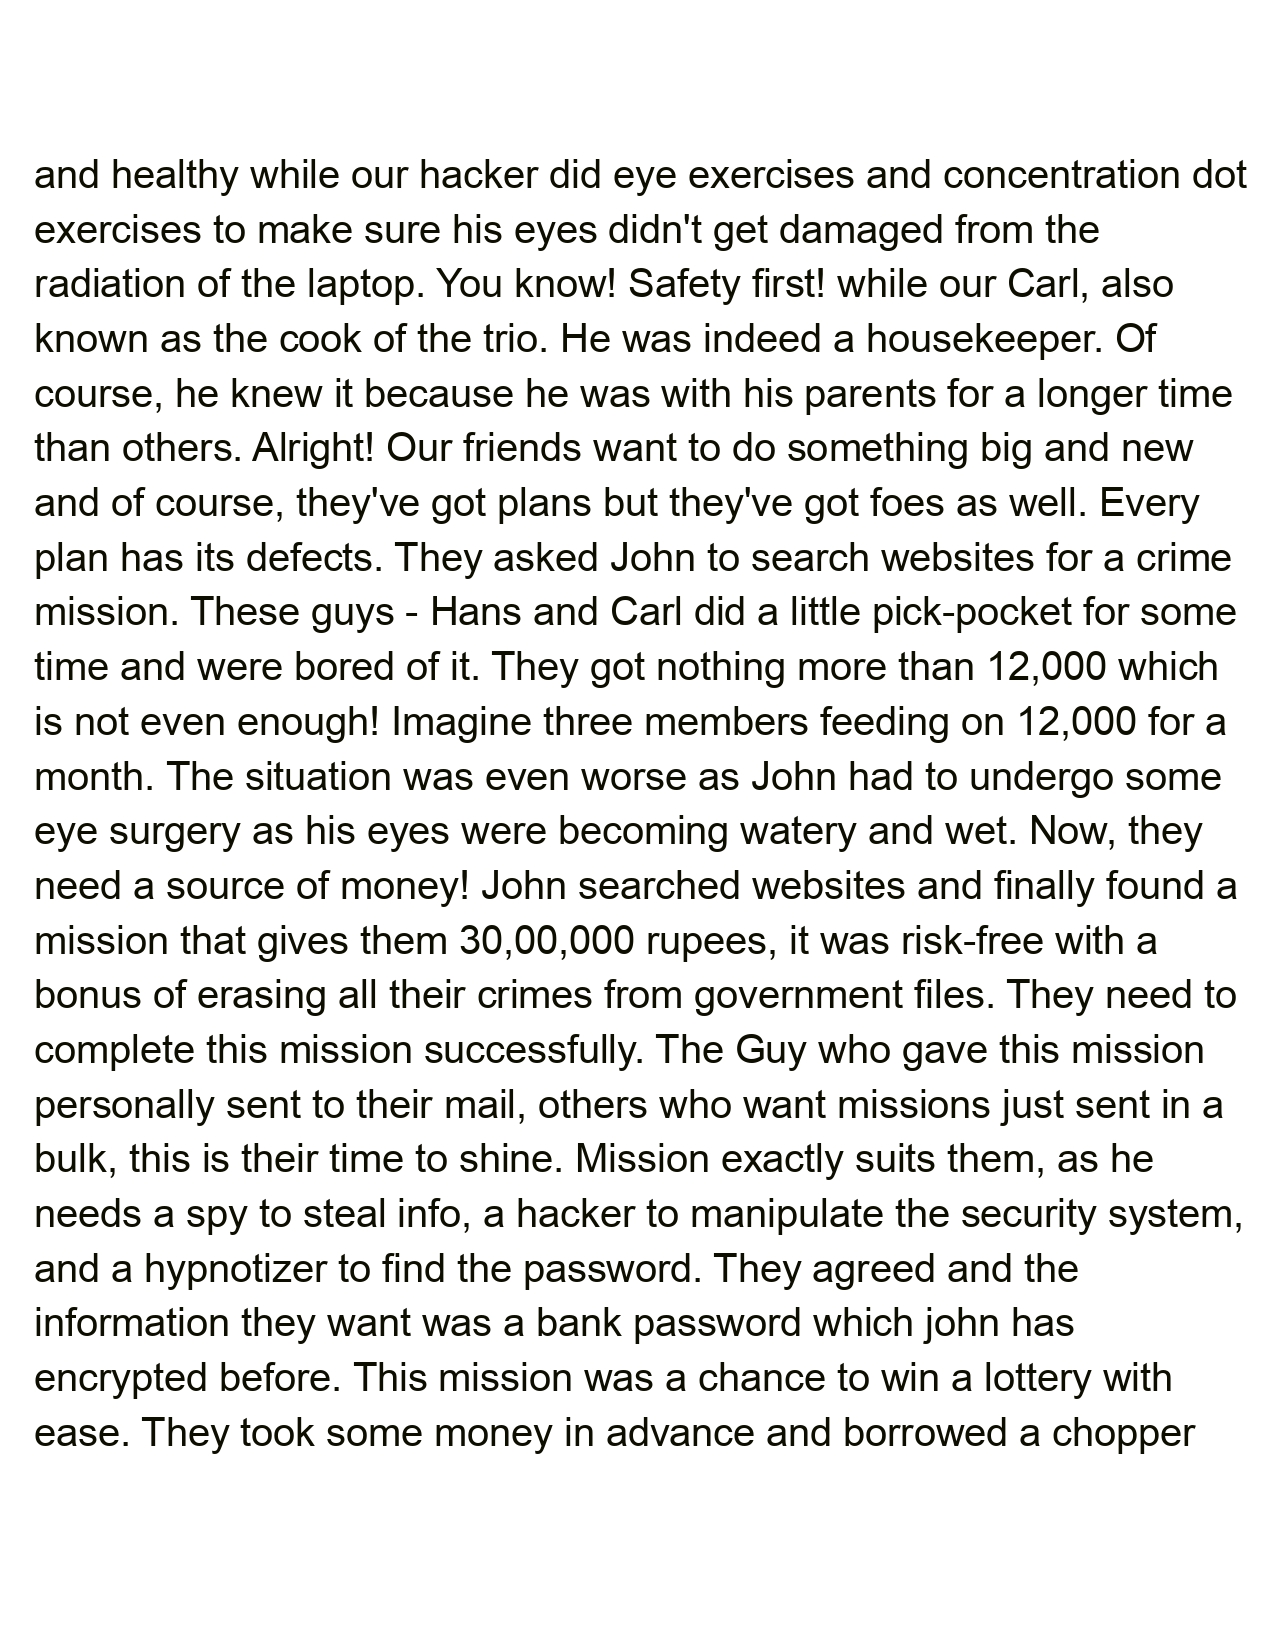 and healthy while our hacker did eye exercises and concentration dot
exercises to make sure his eyes didn't get damaged from the
radiation of the laptop. You know! Safety first! while our Carl, also
known as the cook of the trio. He was indeed a housekeeper. Of
course, he knew it because he was with his parents for a longer time
than others. Alright! Our friends want to do something big and new
and of course, they've got plans but they've got foes as well. Every
plan has its defects. They asked John to search websites for a crime
mission. These guys - Hans and Carl did a little pick-pocket for some
time and were bored of it. They got nothing more than 12,000 which
is not even enough! Imagine three members feeding on 12,000 for a
month. The situation was even worse as John had to undergo some
eye surgery as his eyes were becoming watery and wet. Now, they
need a source of money! John searched websites and finally found a
mission that gives them 30,00,000 rupees, it was risk-free with a
bonus of erasing all their crimes from government files. They need to
complete this mission successfully. The Guy who gave this mission
personally sent to their mail, others who want missions just sent in a
bulk, this is their time to shine. Mission exactly suits them, as he
needs a spy to steal info, a hacker to manipulate the security system,
and a hypnotizer to find the password. They agreed and the
information they want was a bank password which john has
encrypted before. This mission was a chance to win a lottery with
ease. They took some money in advance and borrowed a chopper